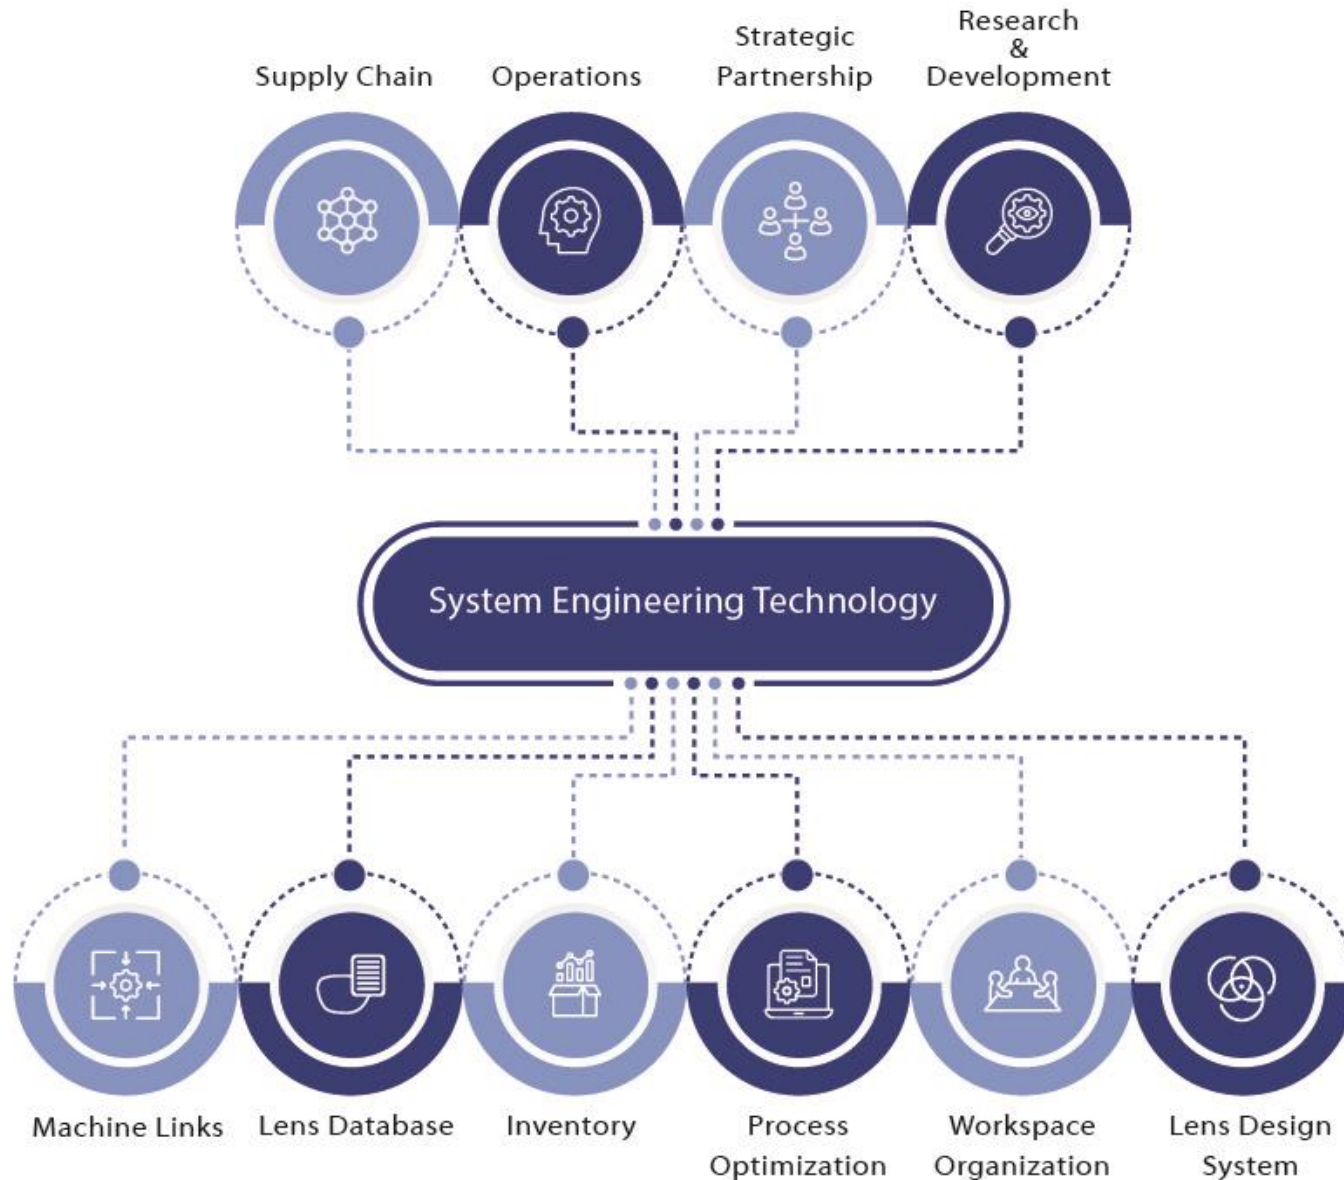 Supply Chain
Operations
Strategic
Partnership
Research
&
Development
System Engineering Technology
Machine Links
Lens Database
Inventory
Process
Optimization
Workspace
Organization
Lens Design
System